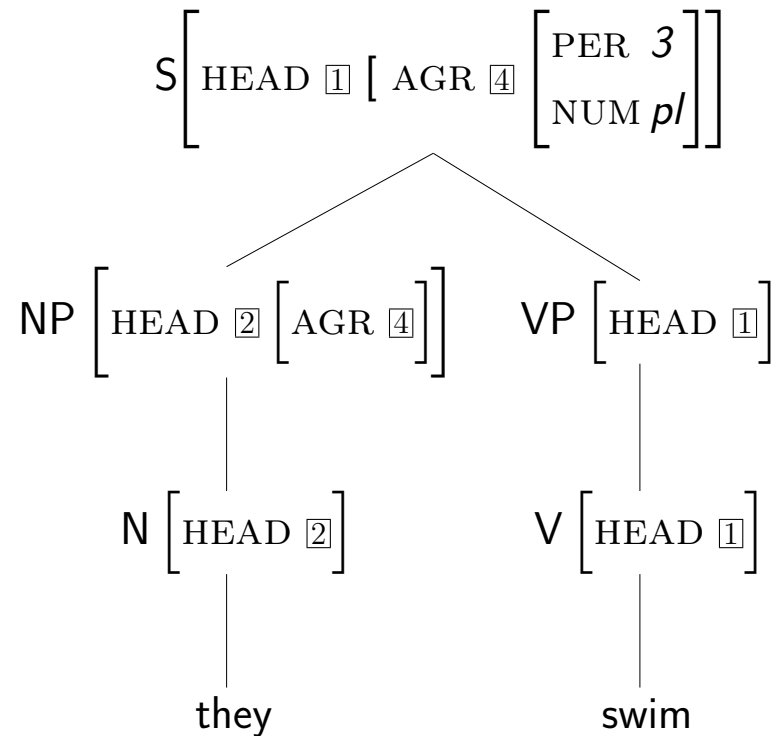 S[HEAD 1 [ AGR 4 [PER 3
NUM pl]]]
NP [HEAD 2 [AGR 4]] VP [HEAD 1]
N [HEAD 2] V [HEAD 1]
they swim